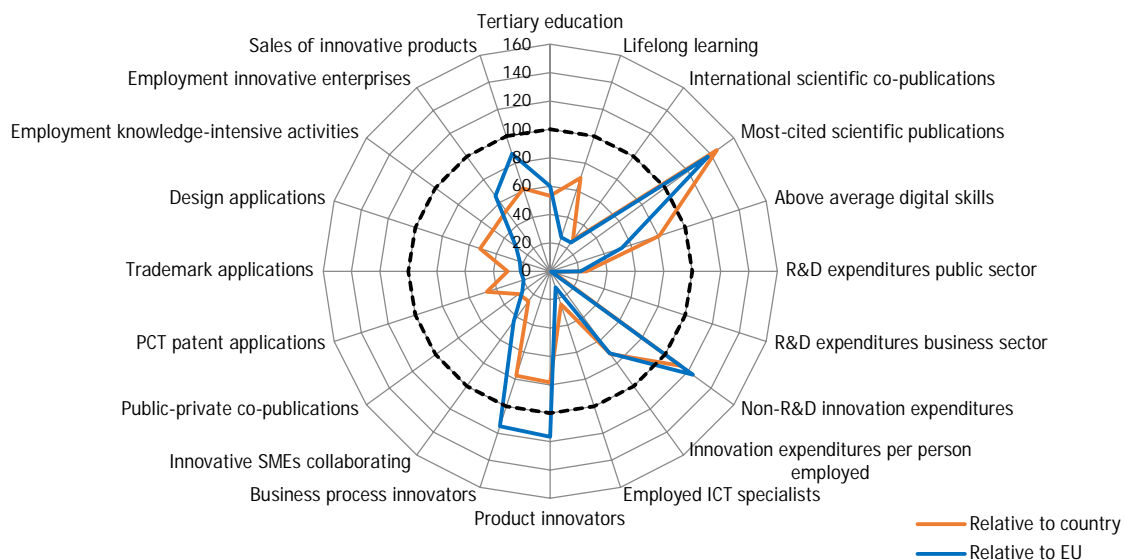 Tertiary education
Sales of innovative products
Lifelong learning
Employment innovative enterprises
International scientific co-publications
Employment knowledge-intensive activities
Most-cited scientific publications
Design applications
Above average digital skills
Trademark applications
R&D expenditures public sector
PCT patent applications
R&D expenditures business sector
Public-private co-publications
Non-R&D innovation expenditures
Innovative SMEs collaborating
Innovation expenditures per person
employed
Business process innovators
Employed ICT specialists
Product innovators
160
140
120
100
80
60
40
20
0
Relative to country
Relative to EU